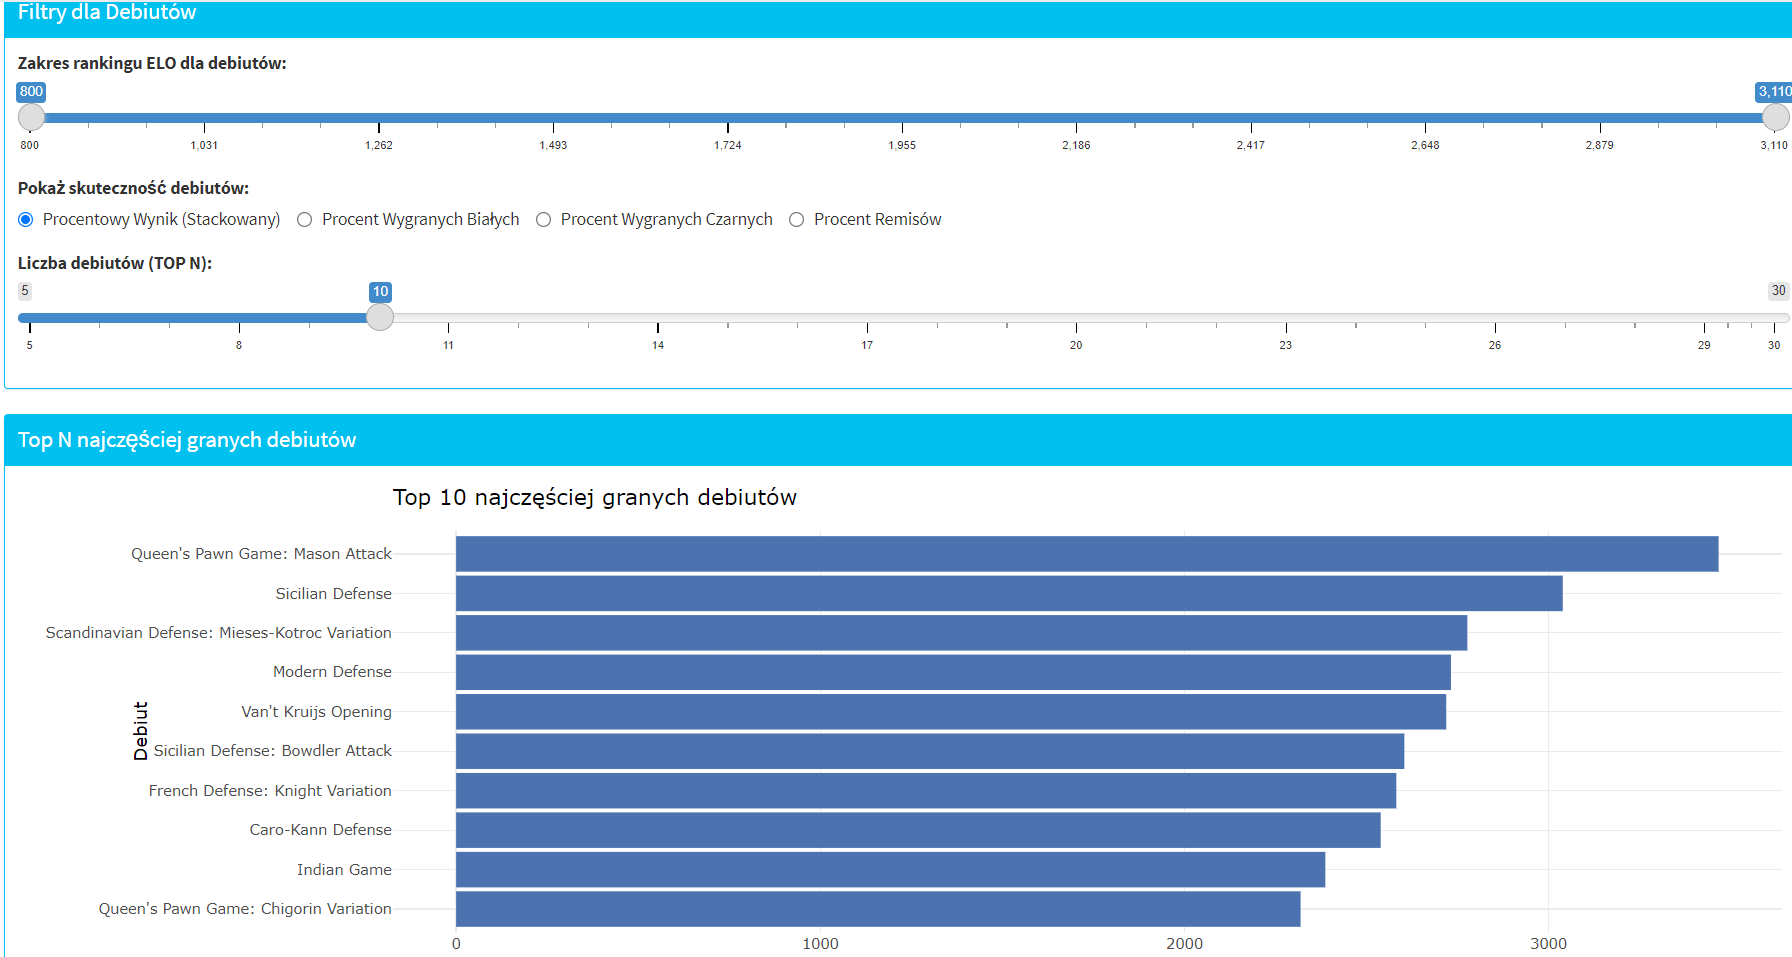 Filtry dla Debiutów
Zakres rankingu ELO dla debiutów:
800 3,110
800 1,031 1,262 1,493 1,724 1,955 2,186 2,417 2,648 2,879 3,110
Pokaż skuteczność debiutów:
Procentowy Wynik (Stackowany) Procent Wygranych Białych Procent Wygranych Czarnych Procent Remisów
Liczba debiutów (TOP N):
5 10 30
5 8 11 14 17 20 23 26 29 30
Top N najczęściej granych debiutów
Top 10 najczęściej granych debiutów
Queen's Pawn Game: Mason Attack
Sicilian Defense
Scandinavian Defense: Mieses-Kotroc Variation
Modern Defense
Van't Kruijs Opening
Debiut
Sicilian Defense: Bowdler Attack
French Defense: Knight Variation
Caro-Kann Defense
Indian Game
Queen's Pawn Game: Chigorin Variation
0 1000 2000 3000